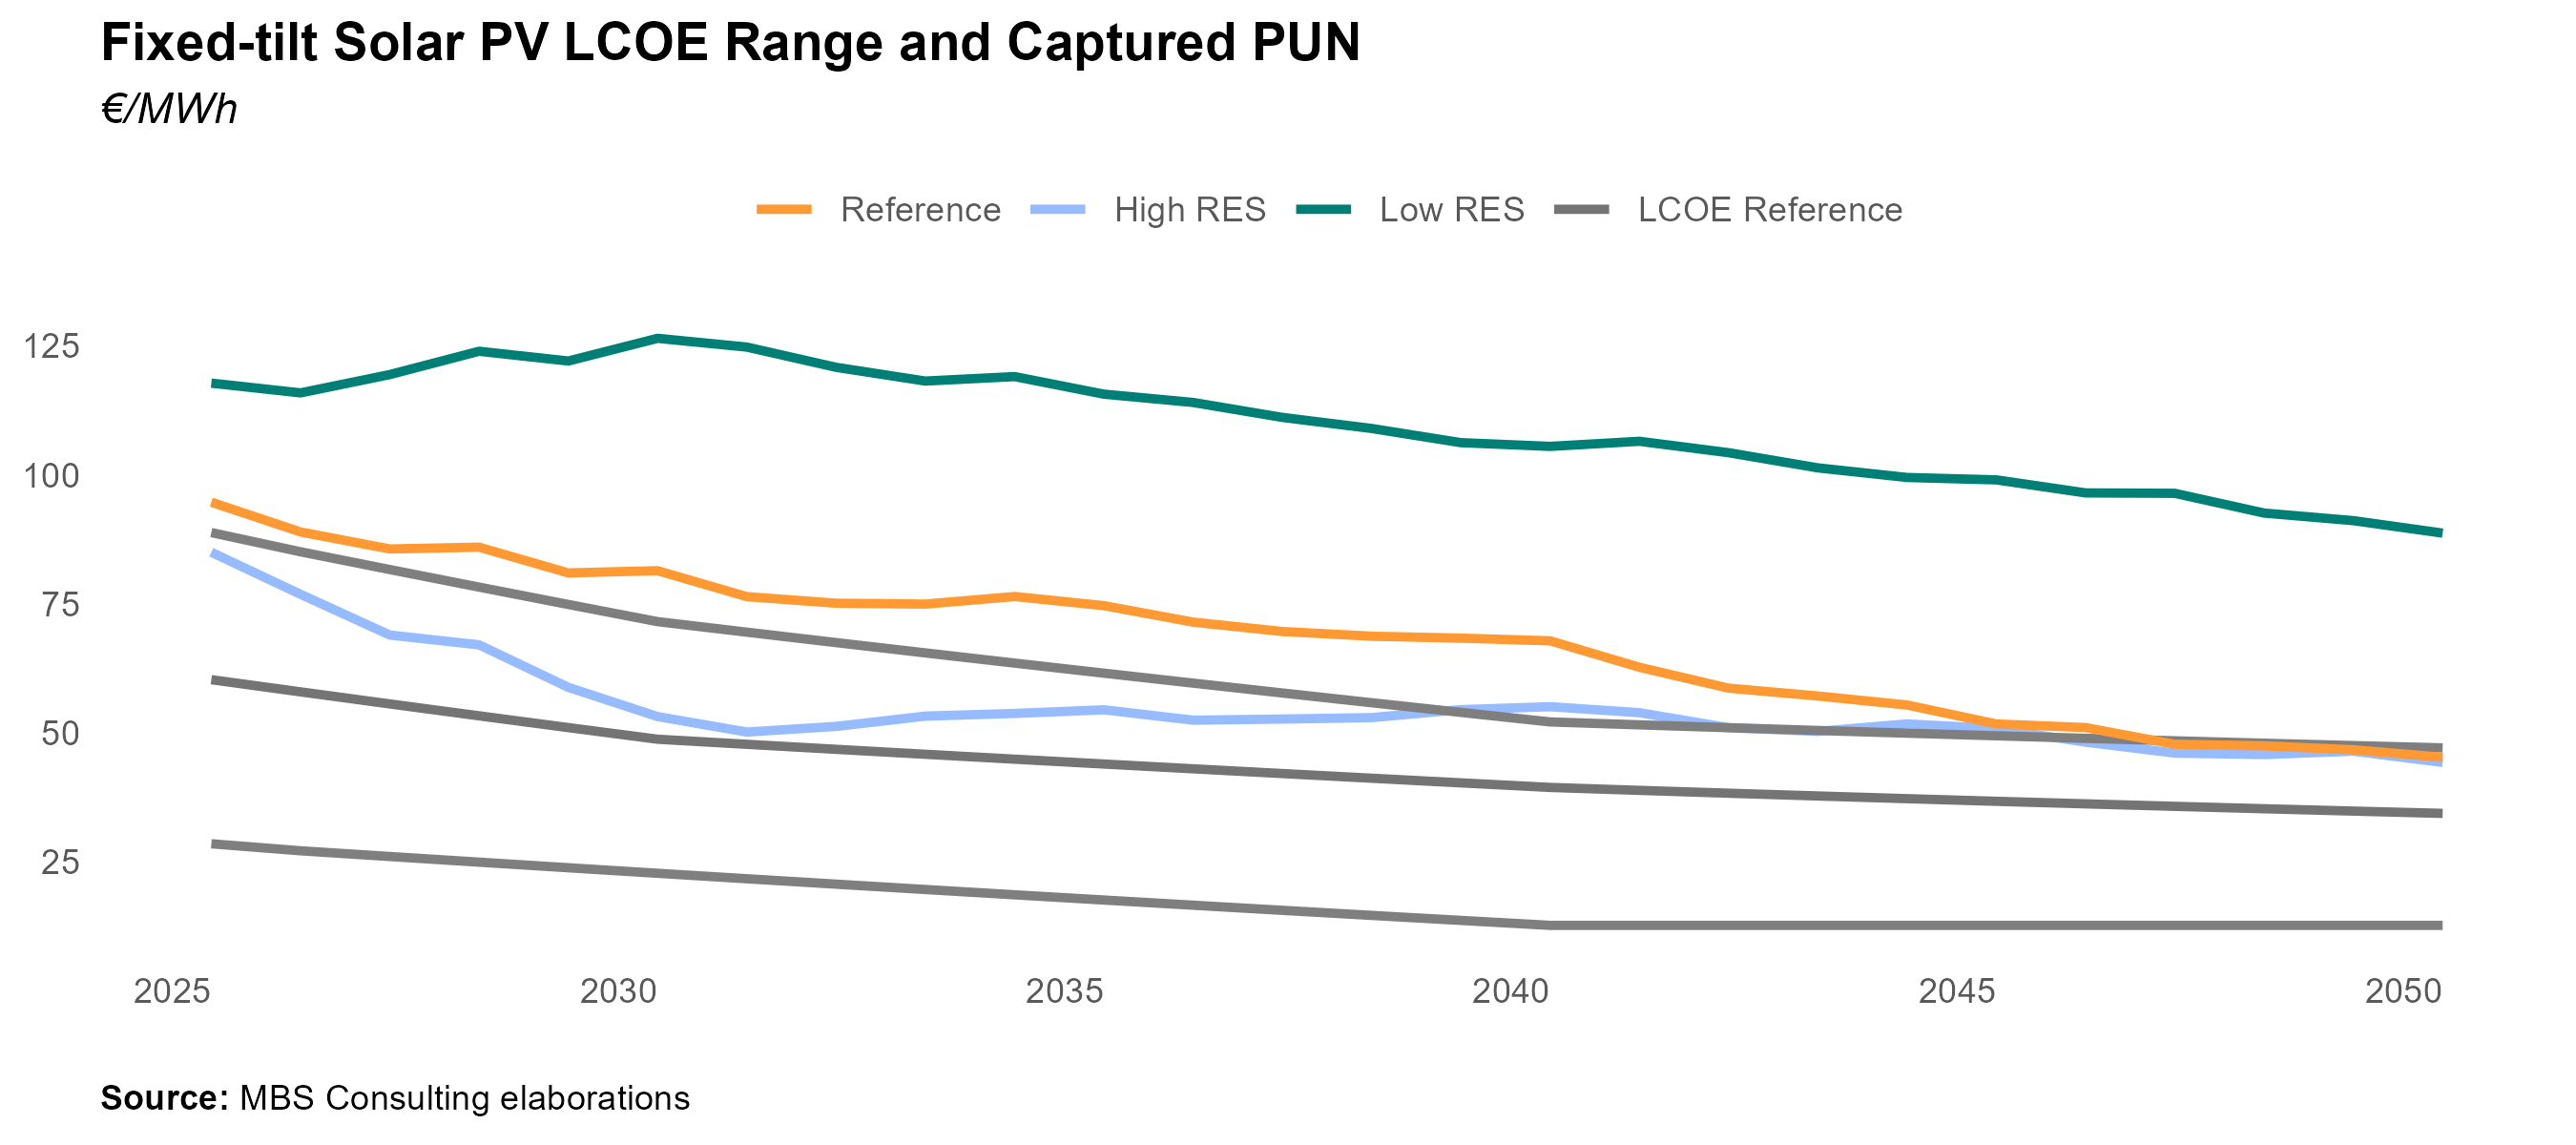 Fixed-tilt Solar PV LCOE Range and Captured PUN
€/MWh
Reference High RES Low RES LCOE Reference
125
100
75
50
25
2025 2030 2035 2040 2045 2050
Source: MBS Consulting elaborations